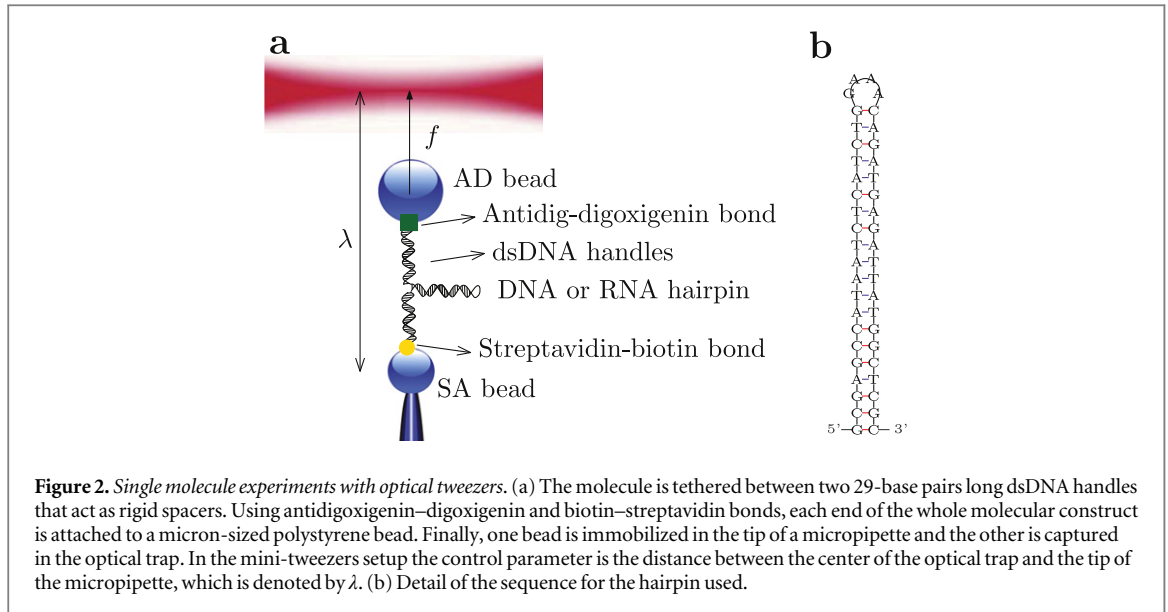 a
b
A A
G A
G C
T A
C G
T A
A T
C G
T A
C G
T A
A T
A T
T A
A T
C G
C G
G C
A T
G C
C G
5' G C 3'
f
λ
AD bead
Antidig-digoxigenin bond
dsDNA handles
DNA or RNA hairpin
Streptavidin-biotin bond
SA bead
Figure 2. Single molecule experiments with optical tweezers. (a) The molecule is tethered between two 29-base pairs long dsDNA handles
that act as rigid spacers. Using antidigoxigenin–digoxigenin and biotin–streptavidin bonds, each end of the whole molecular construct
is attached to a micron-sized polystyrene bead. Finally, one bead is immobilized in the tip of a micropipette and the other is captured
in the optical trap. In the mini-tweezers setup the control parameter is the distance between the center of the optical trap and the tip of
the micropipette, which is denoted by λ. (b) Detail of the sequence for the hairpin used.